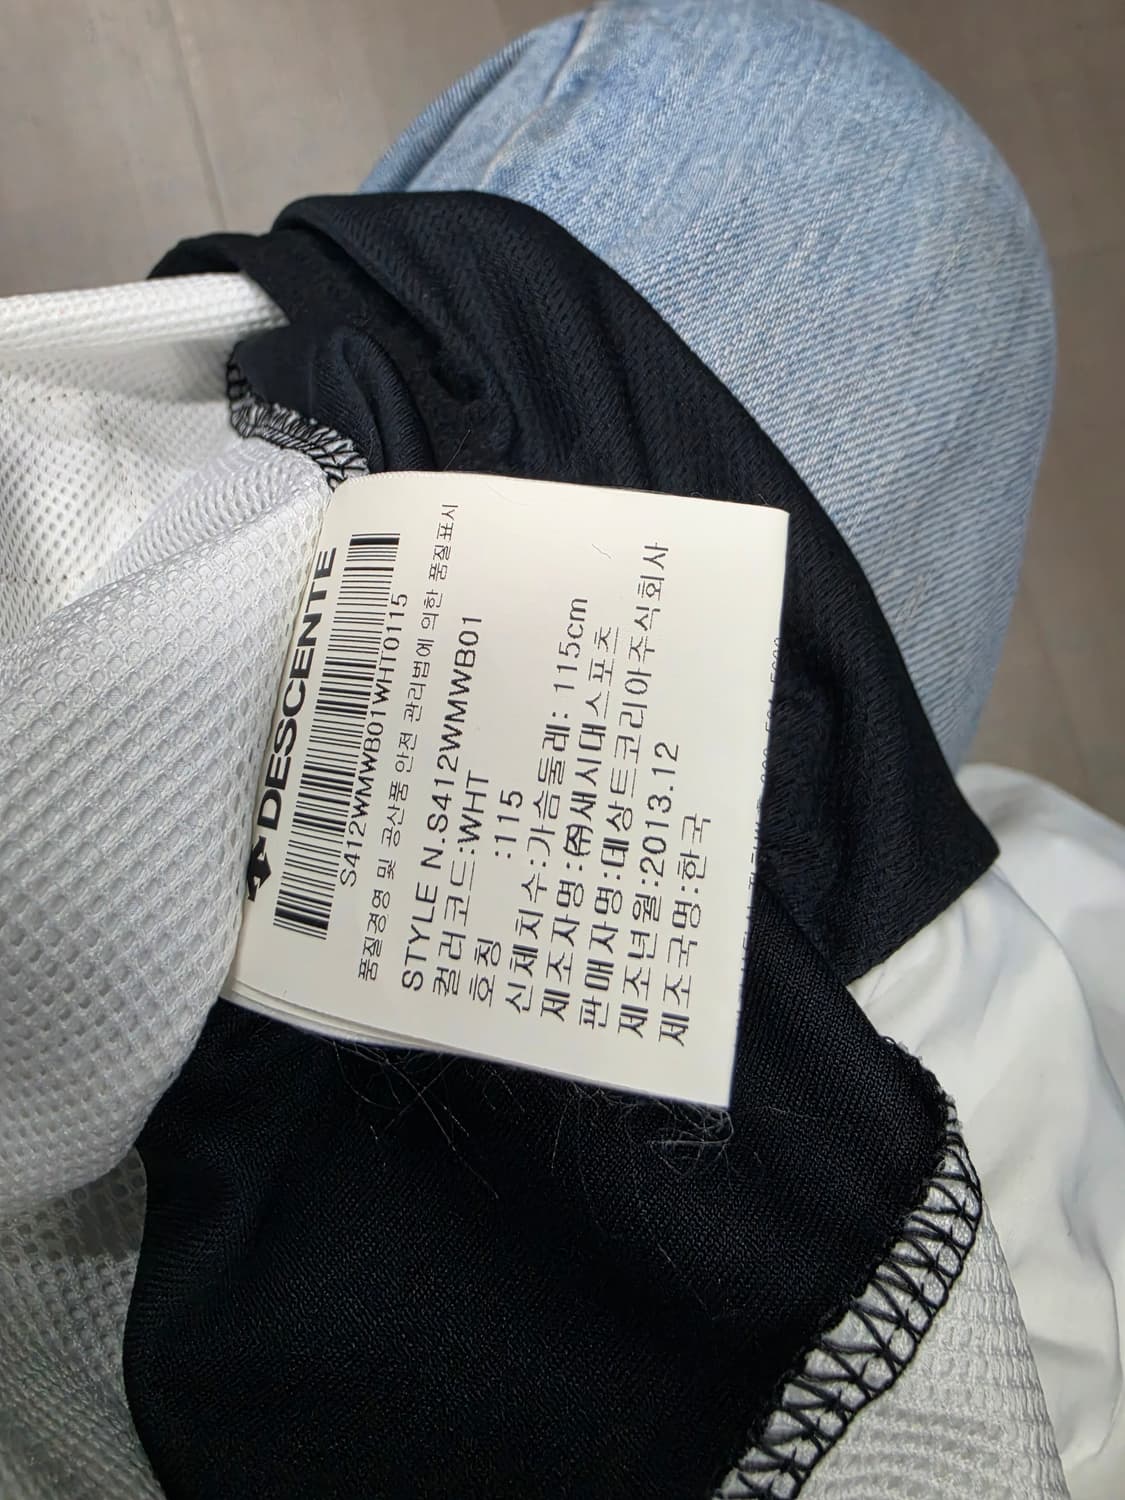 DESCENTE
S412WMWB01WHT0115
품질경영 및 공산품 안전 관리법에 의한 품질표시
STYLE N.S412WMWB01
컬러코드:WHT
호칭 :115
신체치수:가슴둘레: 115cm
제조자명:㈜세시대스포츠
판매자명:데상트코리아주식회사
제조년월:2013.12
제조국명:한국